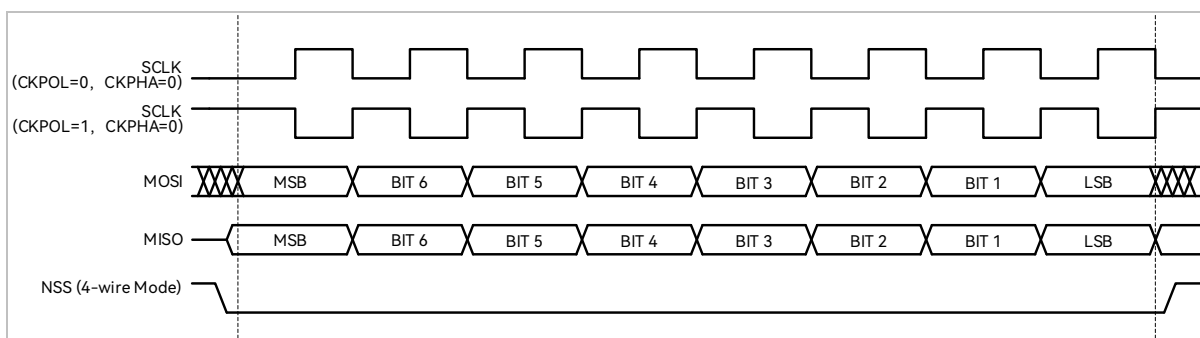 SCLK
(CKPOL=0, CKPHA=0)
SCLK
(CKPOL=1, CKPHA=0)
MOSI MSB BIT 6 BIT 5 BIT 4 BIT 3 BIT 2 BIT 1 LSB
MISO MSB BIT 6 BIT 5 BIT 4 BIT 3 BIT 2 BIT 1 LSB
NSS (4-wire Mode)